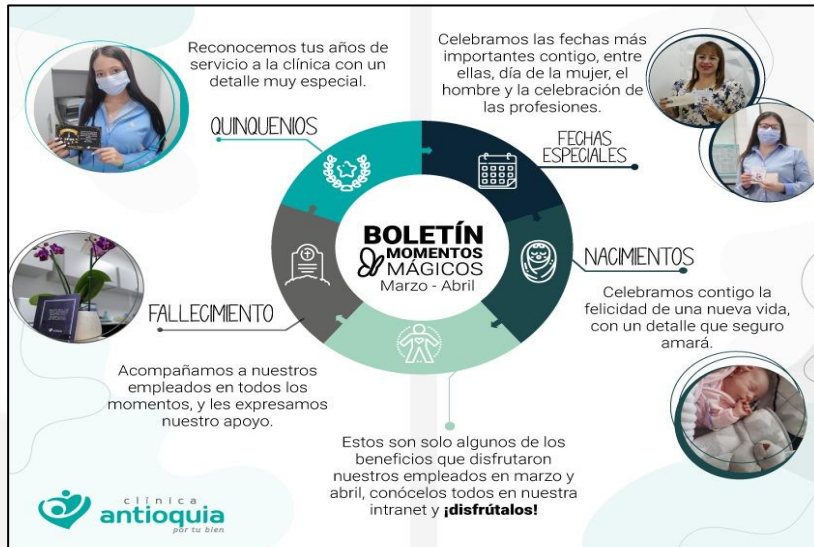 Reconocemos tus años de
servicio a la clínica con un
detalle muy especial.
QUINQUENIOS
Celebramos las fechas más
importantes contigo, entre
ellas, día de la mujer, el
hombre y la celebración de
las profesiones.
FECHAS
ESPECIALES
BOLETÍN
MOMENTOS
MÁGICOS
Marzo - Abril
NACIMIENTOS
Celebramos contigo la
felicidad de una nueva vida,
con un detalle que seguro
amará.
FALLECIMIENTO
Acompañamos a nuestros
empleados en todos los
momentos, y les expresamos
nuestro apoyo.
Estos son solo algunos de los
beneficios que disfrutaron
nuestros empleados en marzo y
abril, conócelos todos en nuestra
intranet y ¡disfrútalos!
clínica
antioquia
por tu bien